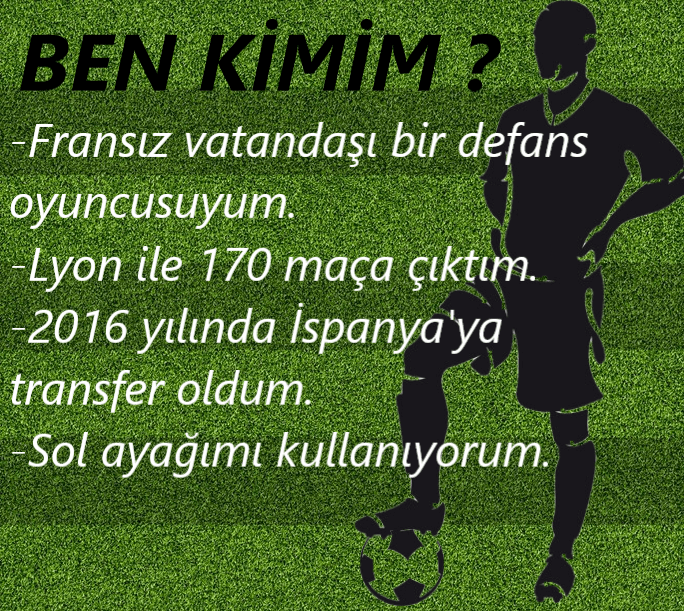 BEN KİMİM ?
-Fransız vatandaşı bir defans
oyuncusuyum.
-Lyon ile 170 maça çıktım.
-2016 yılında İspanya'ya
transfer oldum.
-Sol ayağımı kullanıyorum.